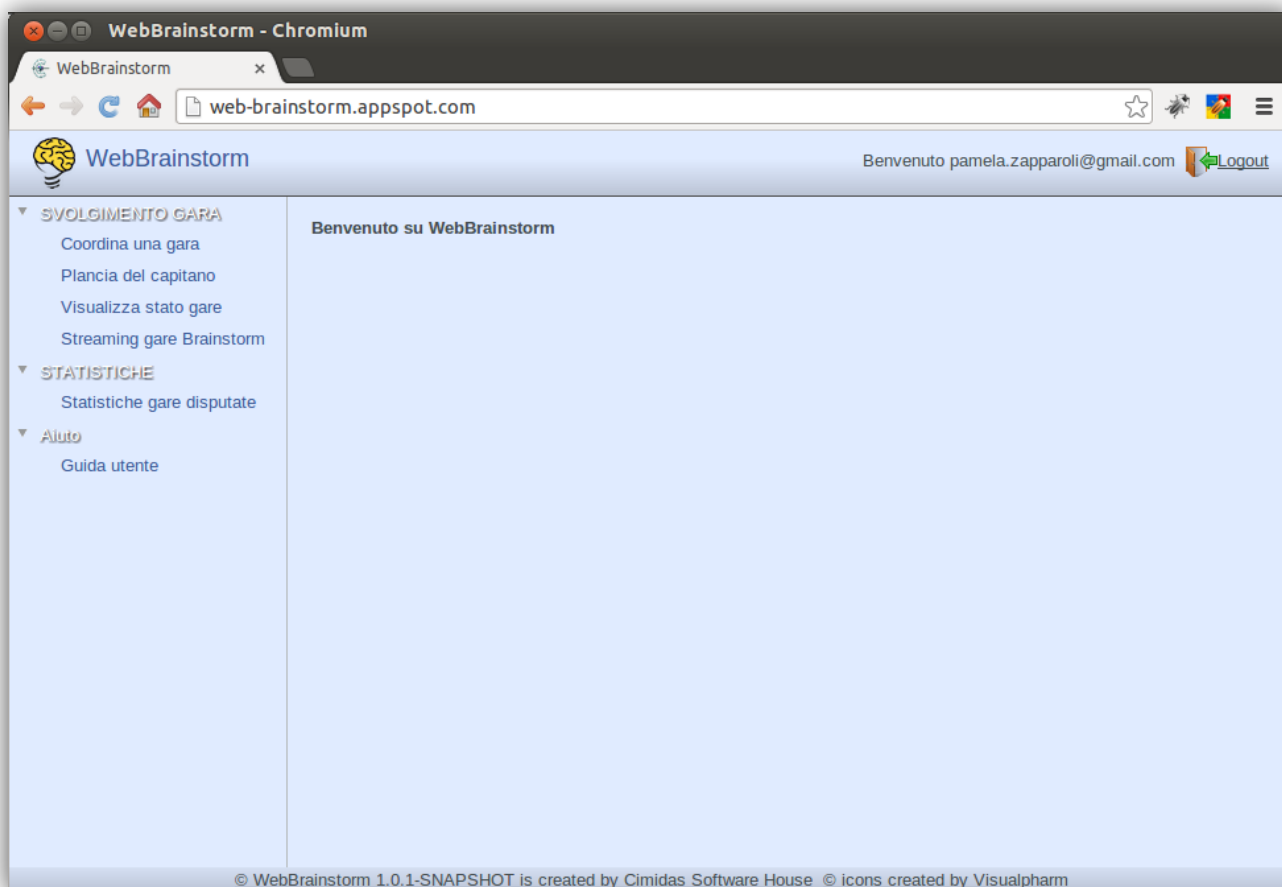 WebBrainstorm - Chromium
WebBrainstorm
web-brainstorm.appspot.com
WebBrainstorm
Benvenuto pamela.zapparoli@gmail.com Logout
SVOLGIMENTO GARA
Coordina una gara
Plancia del capitano
Visualizza stato gare
Streaming gare Brainstorm
STATISTICHE
Statistiche gare disputate
Aiuto
Guida utente
Benvenuto su WebBrainstorm
© WebBrainstorm 1.0.1-SNAPSHOT is created by Cimidas Software House © icons created by Visualpharm